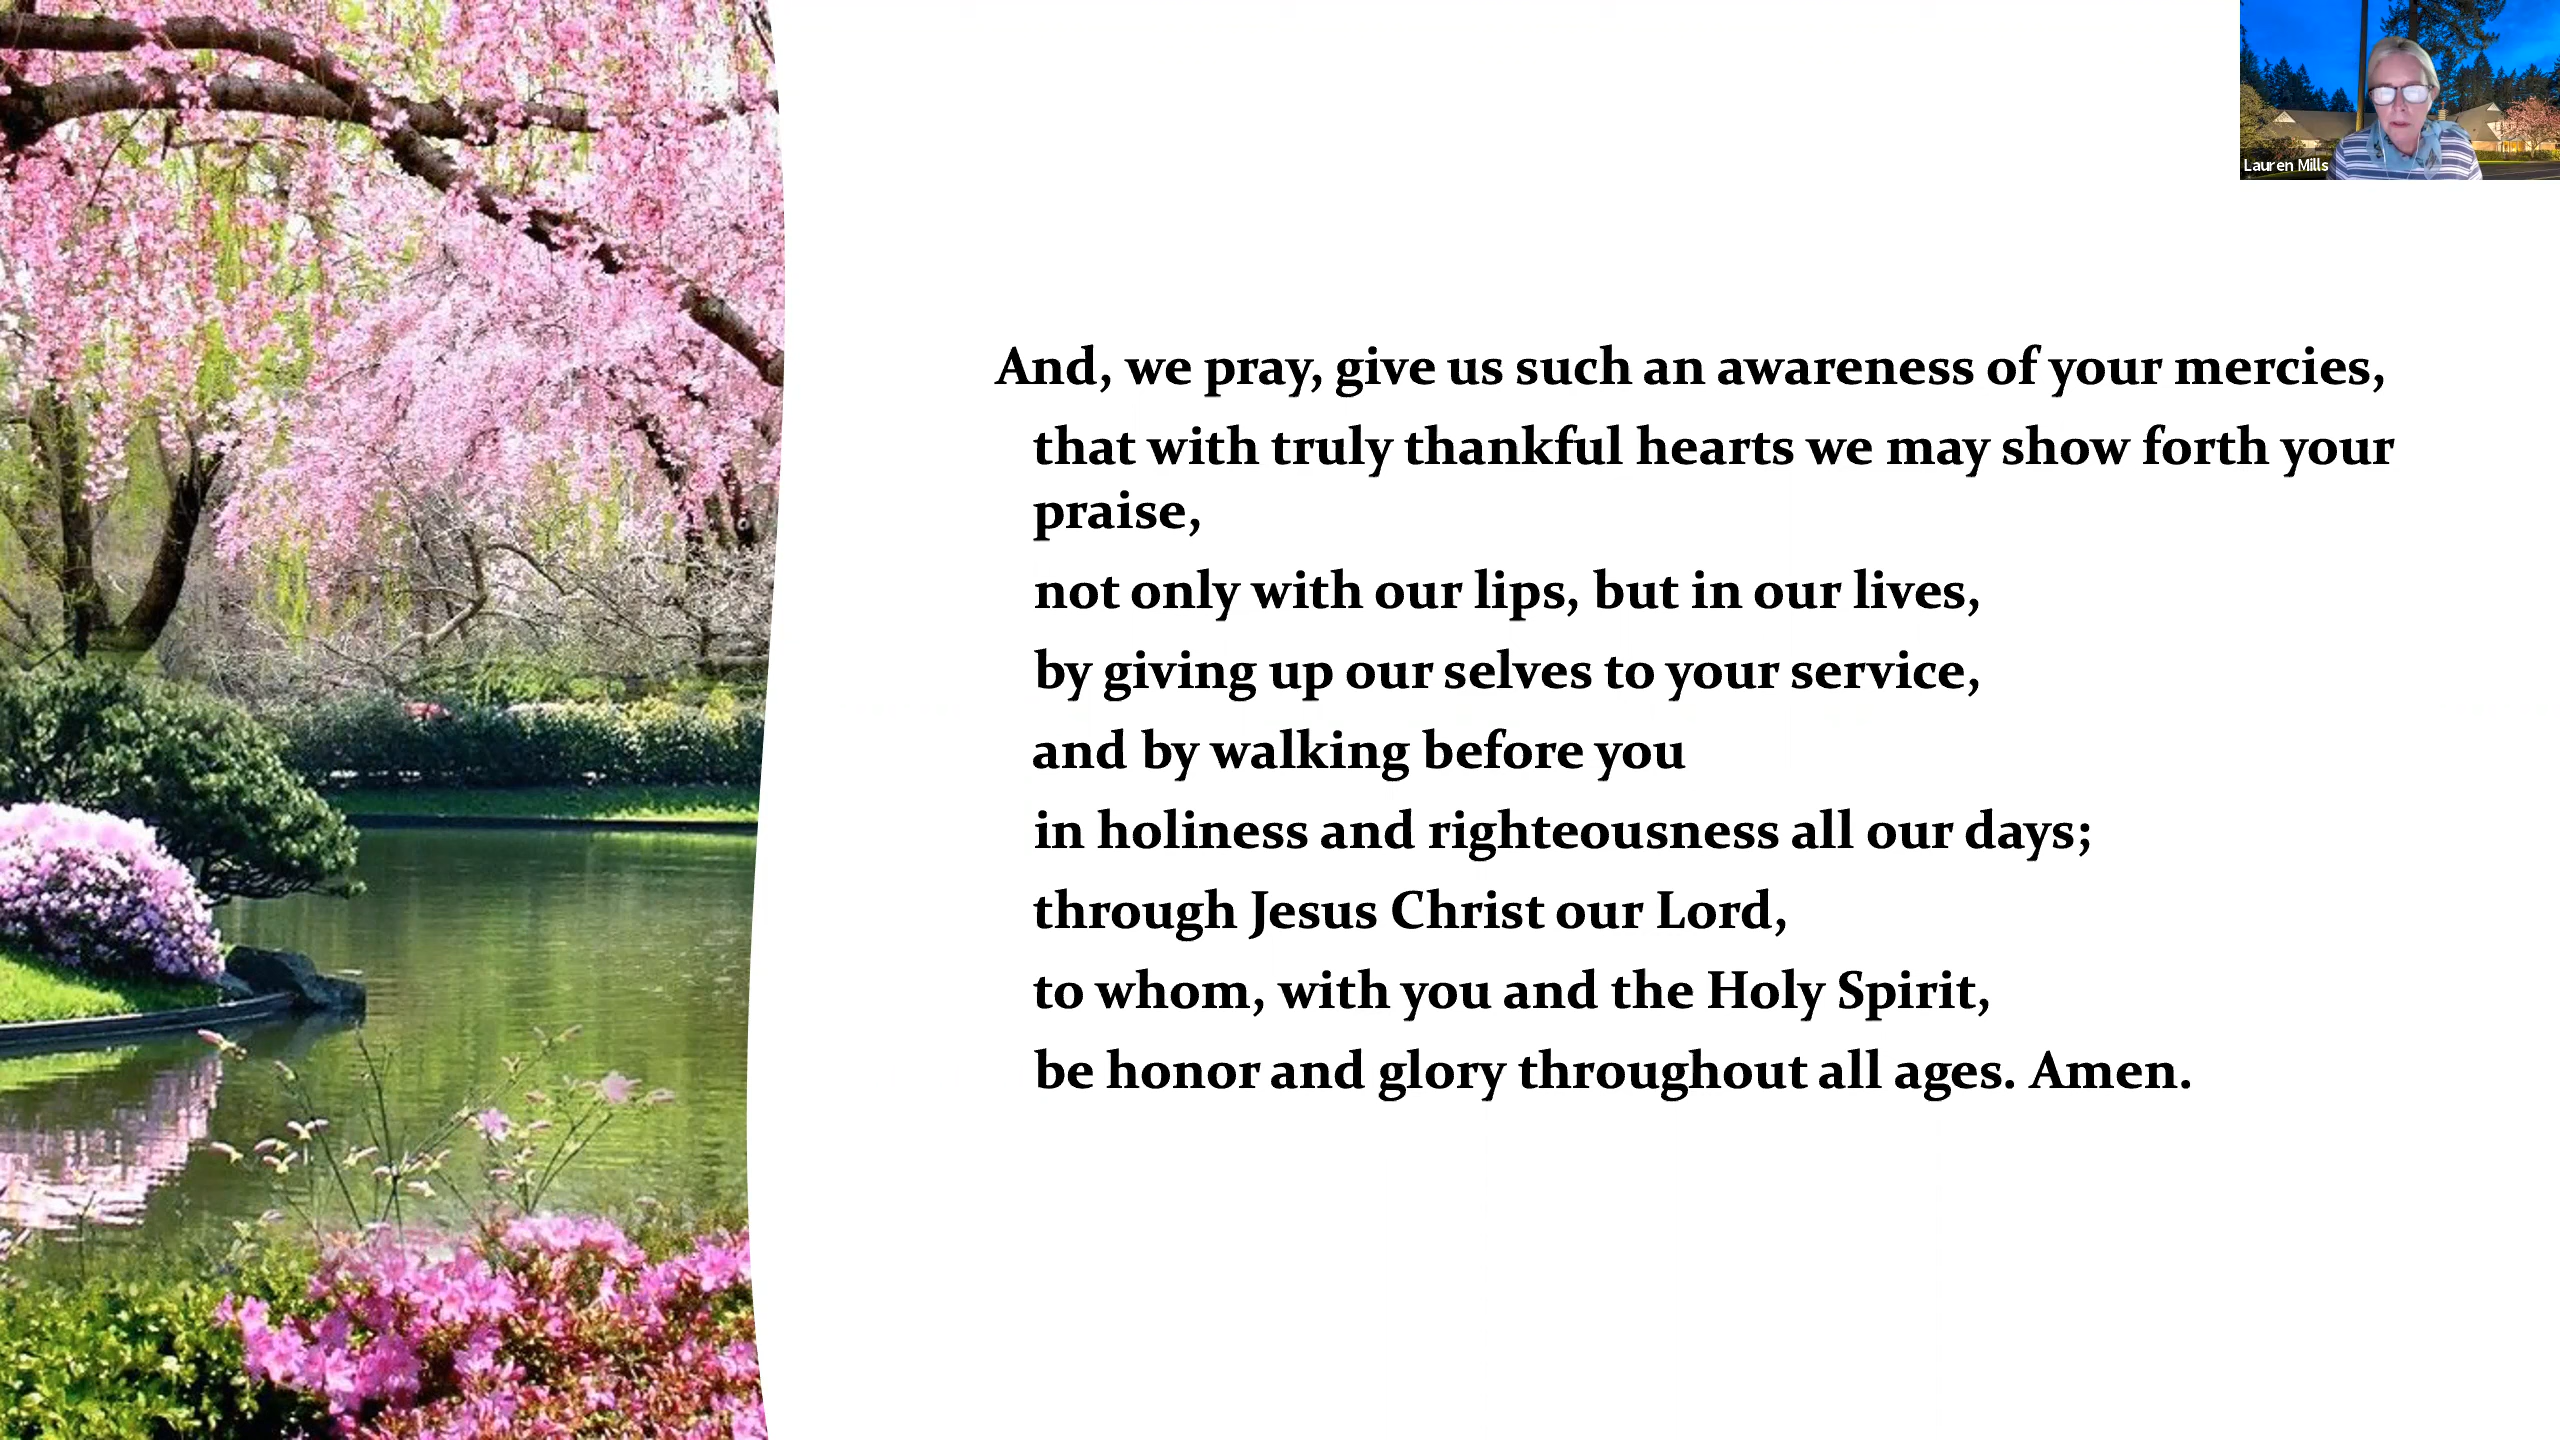 Lauren Mills
And, we pray, give us such an awareness of your mercies,
that with truly thankful hearts we may show forth your
praise,
not only with our lips, but in our lives,
by giving up our selves to your service,
and by walking before you
in holiness and righteousness all our days;
through Jesus Christ our Lord,
to whom, with you and the Holy Spirit,
be honor and glory throughout all ages. Amen.